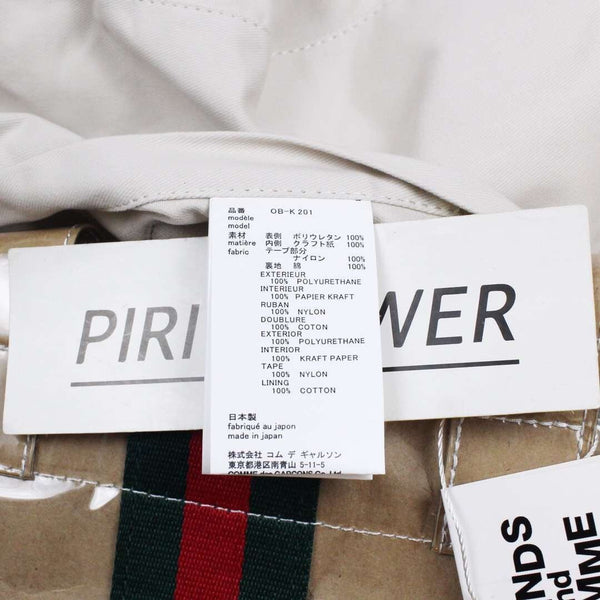 品番 OB-K 201
modèle
model
素材 表側 ポリウレタン 100%
matière 内側 クラフト紙 100%
fabric テープ部分
ナイロン 100%
裏地 綿 100%
EXTERIEUR
100% POLYURETHANE
INTERIEUR
100% PAPIER KRAFT
RUBAN
100% NYLON
DOUBLURE
100% COTON
EXTERIOR
100% POLYURETHANE
INTERIOR
100% KRAFT PAPER
TAPE
100% NYLON
LINING
100% COTTON
日本製
fabriqué au japon
made in japan
株式会社 コム デ ギャルソン
東京都港区南青山 5-11-5
COMME des GARCONS Co., Ltd
PIRI
WER
NDS
nd
MME